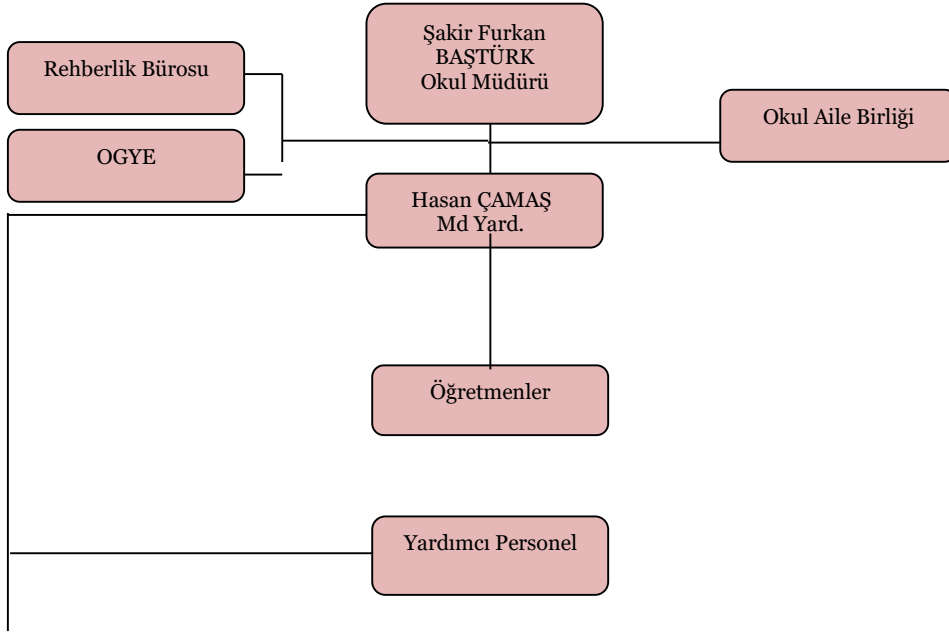 Şakir Furkan
BAŞTÜRK
Okul Müdürü
Rehberlik Bürosu
Okul Aile Birliği
OGYE
Hasan ÇAMAŞ
Md Yard.
Öğretmenler
Yardımcı Personel